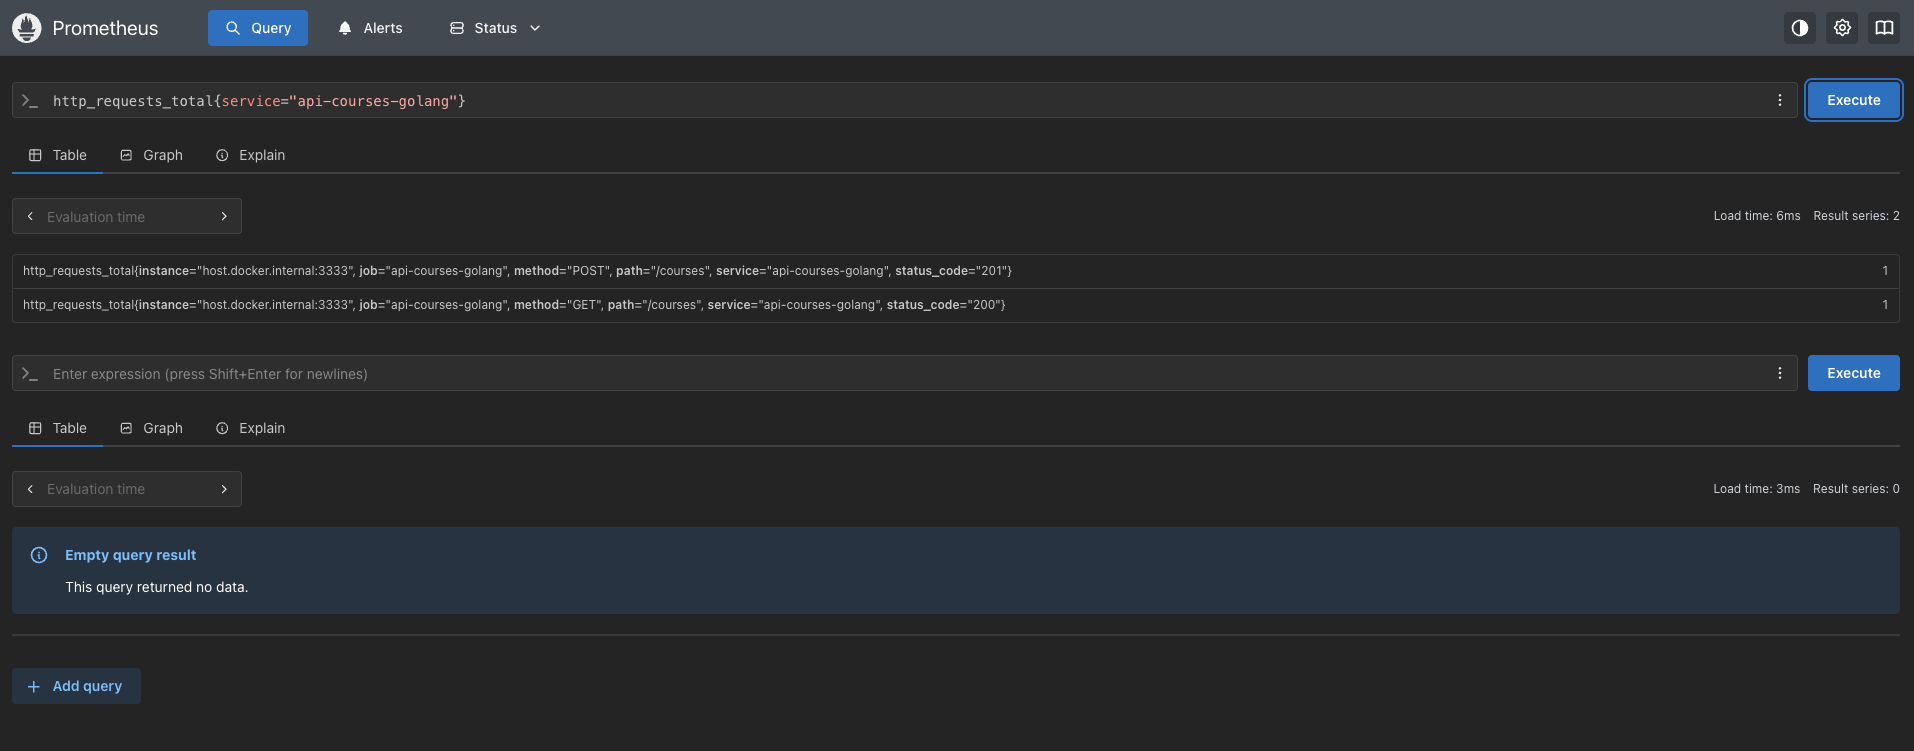 Prometheus
Query
Alerts
Status
http_requests_total{service="api-courses-golang"}
Execute
Table
Graph
Explain
Evaluation time
Load time: 6ms Result series: 2
http_requests_total{instance="host.docker.internal:3333", job="api-courses-golang", method="POST", path="/courses", service="api-courses-golang", status_code="201"} 1
http_requests_total{instance="host.docker.internal:3333", job="api-courses-golang", method="GET", path="/courses", service="api-courses-golang", status_code="200"} 1
Enter expression (press Shift+Enter for newlines)
Execute
Table
Graph
Explain
Evaluation time
Load time: 3ms Result series: 0
Empty query result
This query returned no data.
Add query